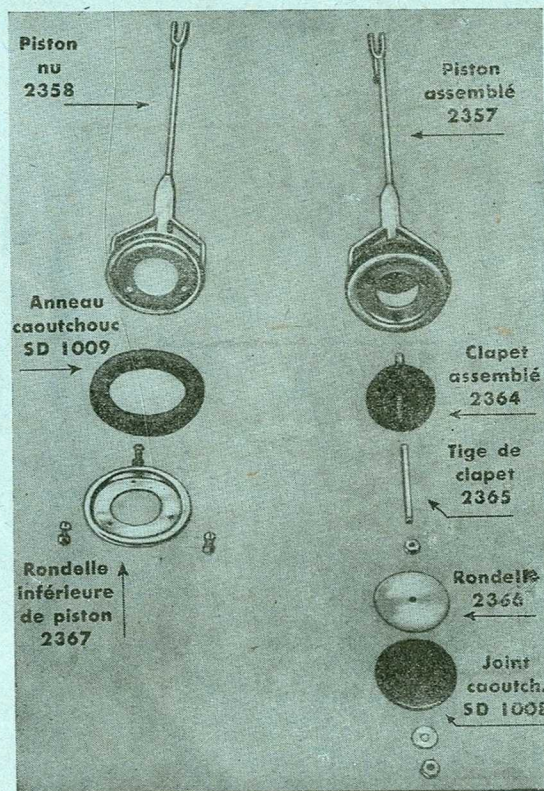 Piston
nu
2358
Piston
assemblé
2357
Anneau
caoutchouc
SD 1009
Clapet
assemblé
2364
Tige de
clapet
2365
Rondelle
inférieure
de piston
2367
Rondelle
2366
Joint
caoutch.
SD 1008